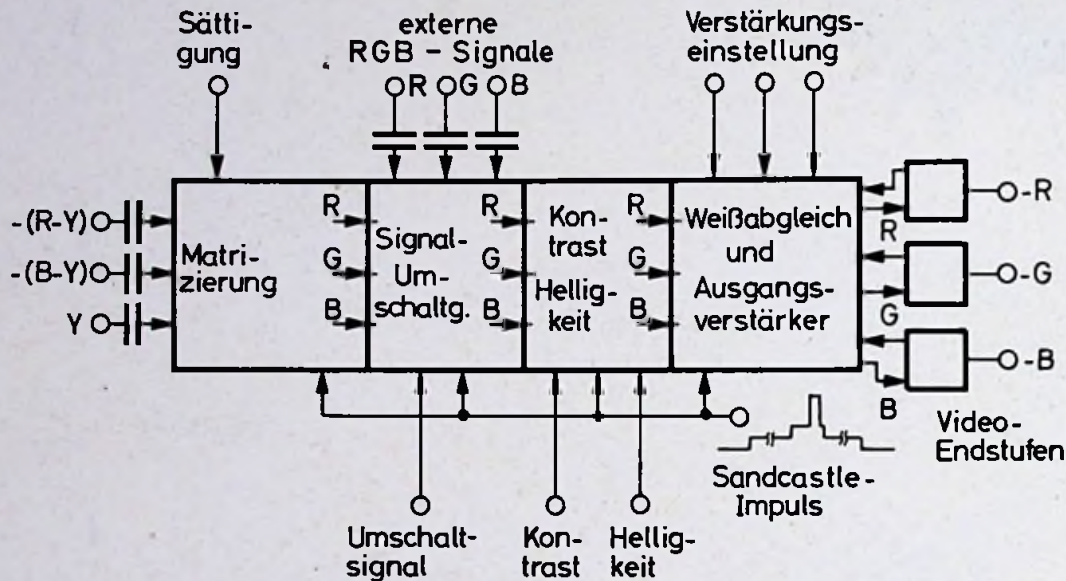 Sätti-
gung
externe
RGB - Signale
R G B
Verstärkungs-
einstellung
-(R-Y)
-(B-Y)
Y
Matri-
zierung
R
G
B
Signal-
Um-
schaltg.
R
G
B
Kon-
trast
Hellig-
keit
R
G
B
Weißabgleich
und
Ausgangs-
verstärker
R
G
B
-R
-G
-B
Video-
Endstufen
Sandcastle-
Impuls
Umschalt-
signal
Kon-
trast
Hellig-
keit